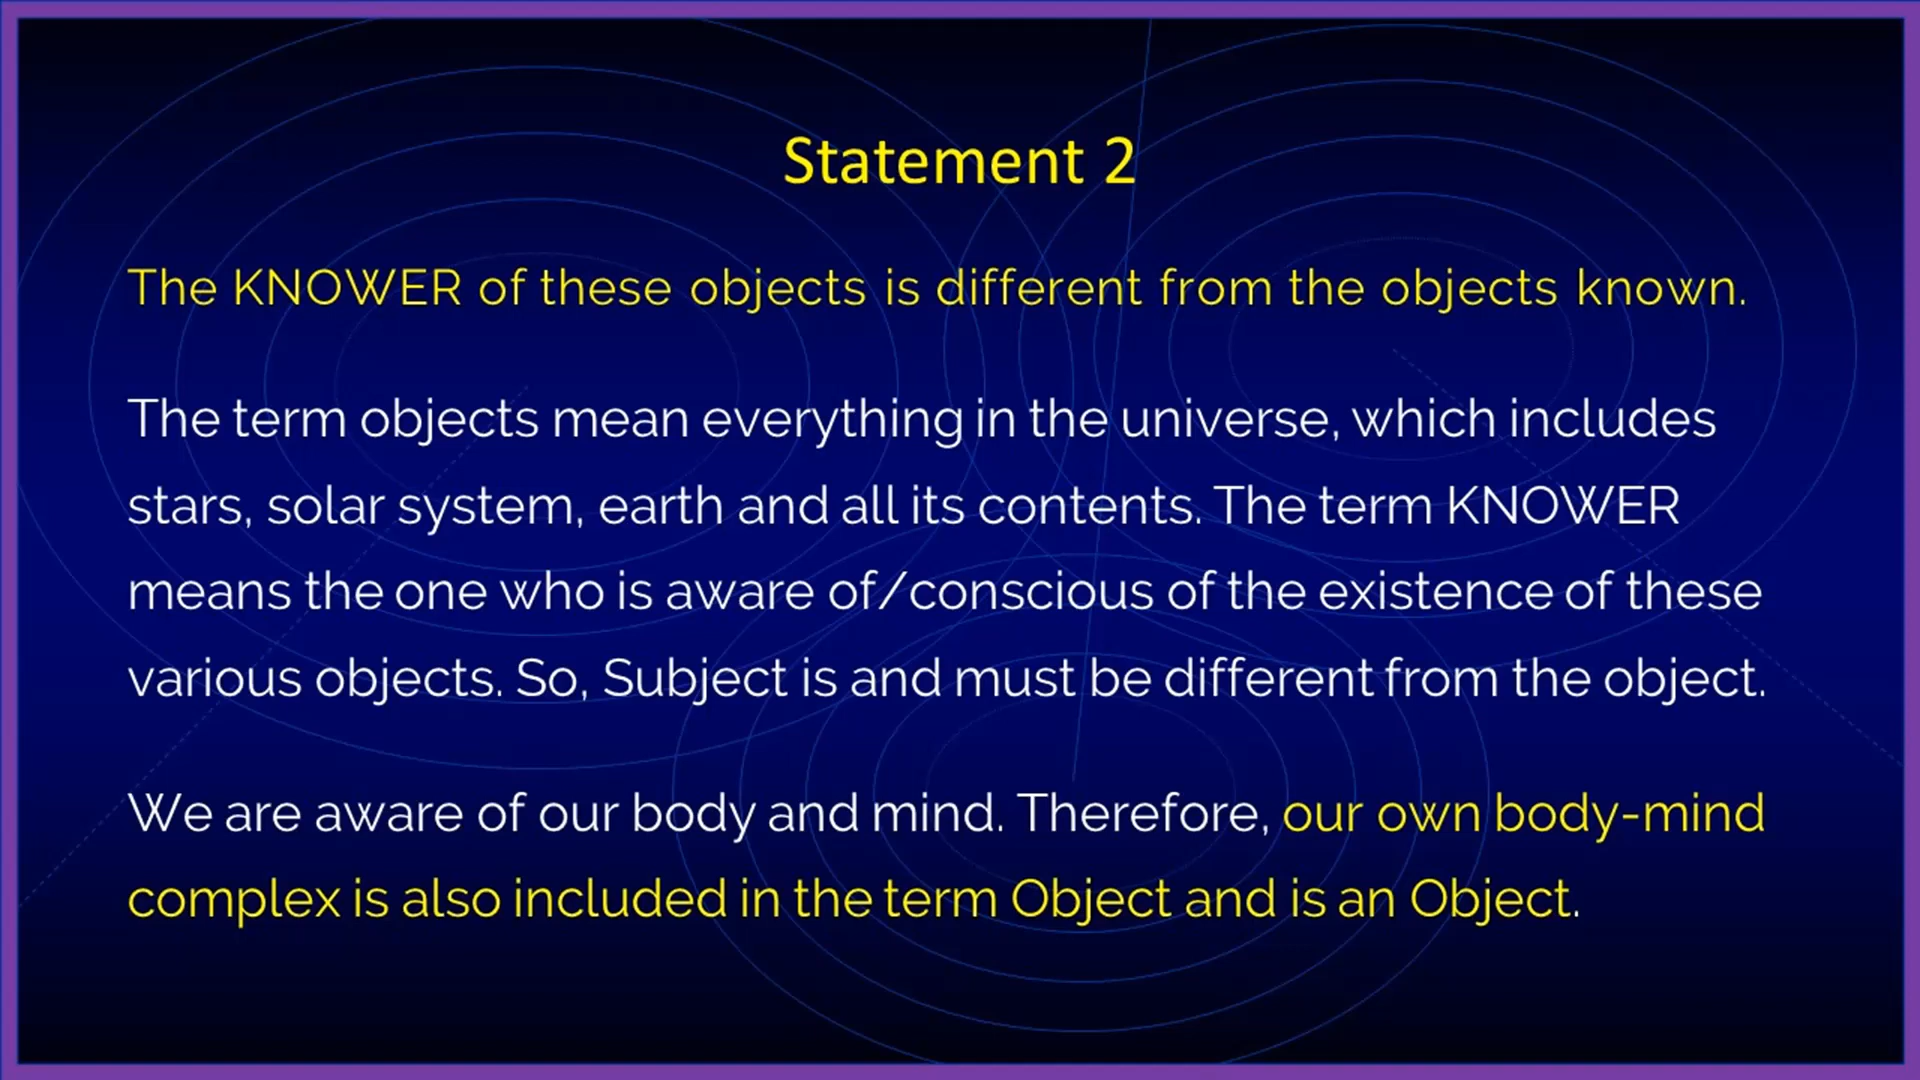 Statement 2
The KNOWER of these objects is different from the objects known.
The term objects mean everything in the universe, which includes
stars, solar system, earth and all its contents. The term KNOWER
means the one who is aware of/conscious of the existence of these
various objects. So, Subject is and must be different from the object.
We are aware of our body and mind. Therefore, our own body-mind
complex is also included in the term Object and is an Object.